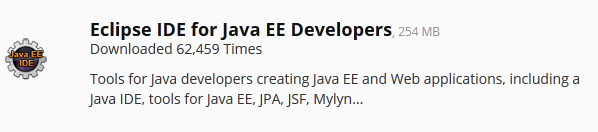 Eclipse IDE for Java EE Developers, 254 MB
Downloaded 62,459 Times
Java EE
IDE
Tools for Java developers creating Java EE and Web applications, including a
Java IDE, tools for Java EE, JPA, JSF, Mylyn...